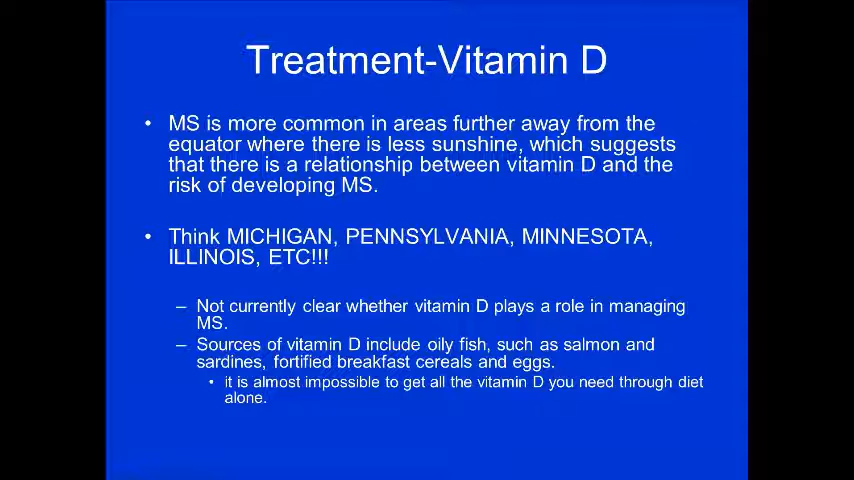 Treatment-Vitamin D
• MS is more common in areas further away from the
equator where there is less sunshine, which suggests
that there is a relationship between vitamin D and the
risk of developing MS.
• Think MICHIGAN, PENNSYLVANIA, MINNESOTA,
ILLINOIS, ETC!!!
– Not currently clear whether vitamin D plays a role in managing
MS.
– Sources of vitamin D include oily fish, such as salmon and
sardines, fortified breakfast cereals and eggs.
• it is almost impossible to get all the vitamin D you need through diet
alone.